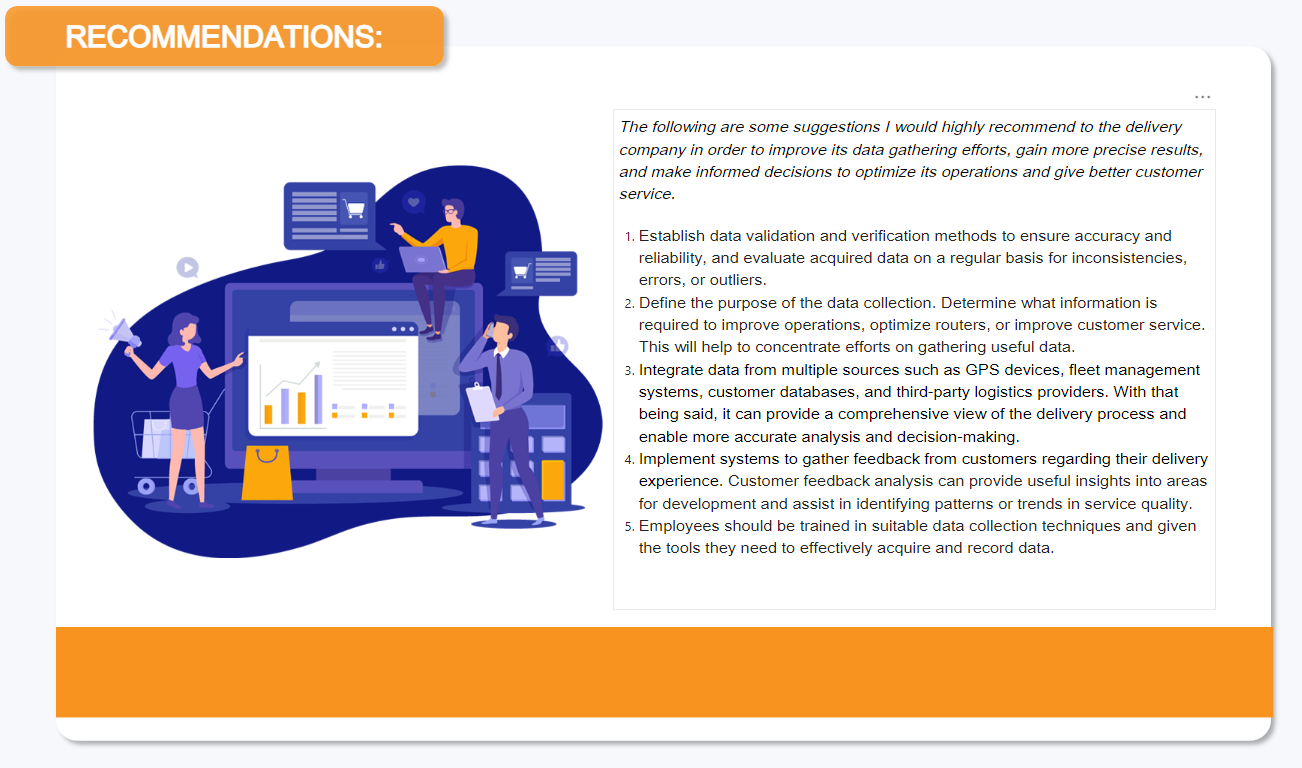 RECOMMENDATIONS:
...
The following are some suggestions I would highly recommend to the delivery
company in order to improve its data gathering efforts, gain more precise results,
and make informed decisions to optimize its operations and give better customer
service.
1. Establish data validation and verification methods to ensure accuracy and
reliability, and evaluate acquired data on a regular basis for inconsistencies,
errors, or outliers.
2. Define the purpose of the data collection. Determine what information is
required to improve operations, optimize routers, or improve customer service.
This will help to concentrate efforts on gathering useful data.
3. Integrate data from multiple sources such as GPS devices, fleet management
systems, customer databases, and third-party logistics providers. With that
being said, it can provide a comprehensive view of the delivery process and
enable more accurate analysis and decision-making.
4. Implement systems to gather feedback from customers regarding their delivery
experience. Customer feedback analysis can provide useful insights into areas
for development and assist in identifying patterns or trends in service quality.
5. Employees should be trained in suitable data collection techniques and given
the tools they need to effectively acquire and record data.